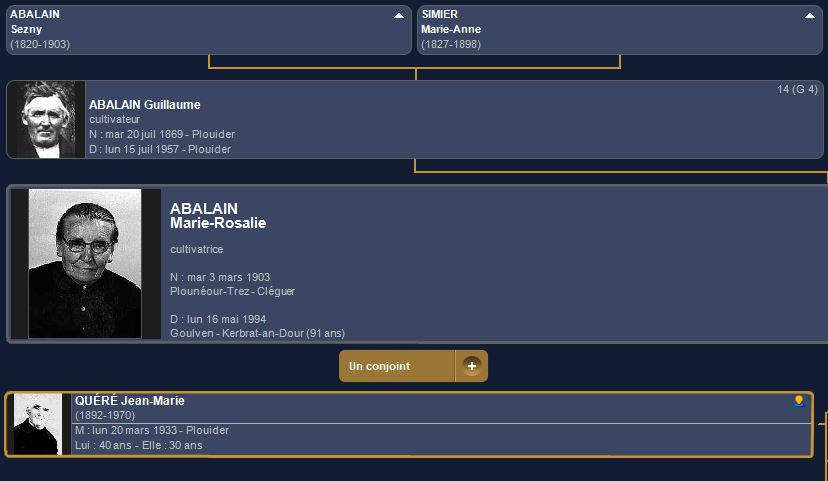 ABALAIN
Sezny
(1820-1903)
SIMIER
Marie-Anne
(1827-1898)
14 (G 4)
ABALAIN Guillaume
cultivateur
N : mar 20 juil 1869 - Plouider
D : lun 15 juil 1957 - Plouider
ABALAIN
Marie-Rosalie
cultivatrice
N : mar 3 mars 1903
Plounéour-Trez - Cléguer
D : lun 16 mai 1994
Goulven - Kerbrat-an-Dour (91 ans)
Un conjoint
+
QUÉRÉ Jean-Marie
(1892-1970)
M : lun 20 mars 1933 - Plouider
Lui : 40 ans - Elle : 30 ans